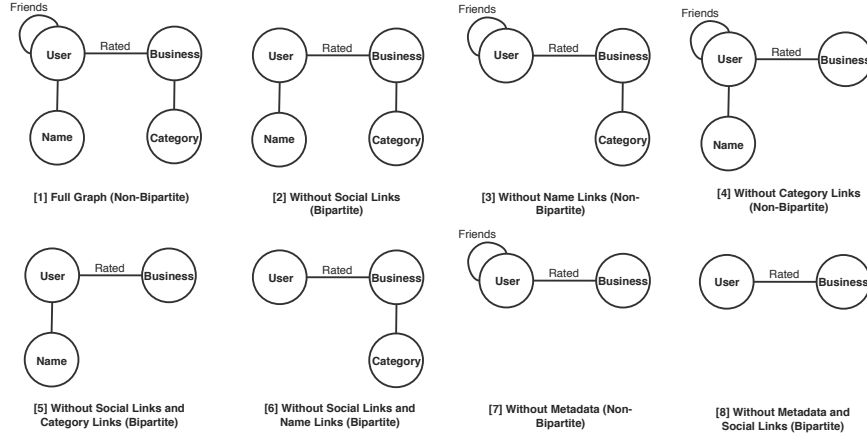 Friends
User
Rated
Business
Name
Category
[1] Full Graph (Non-Bipartite)
User
Rated
Business
Name
Category
[2] Without Social Links
(Bipartite)
Friends
User
Rated
Business
Category
[3] Without Name Links (Non-
Bipartite)
Friends
User
Rated
Business
Name
[4] Without Category Links
(Non-Bipartite)
User
Rated
Business
Name
[5] Without Social Links and
Category Links (Bipartite)
User
Rated
Business
Category
[6] Without Social Links and
Name Links (Bipartite)
Friends
User
Rated
Business
[7] Without Metadata (Non-
Bipartite)
User
Rated
Business
[8] Without Metadata and
Social Links (Bipartite)